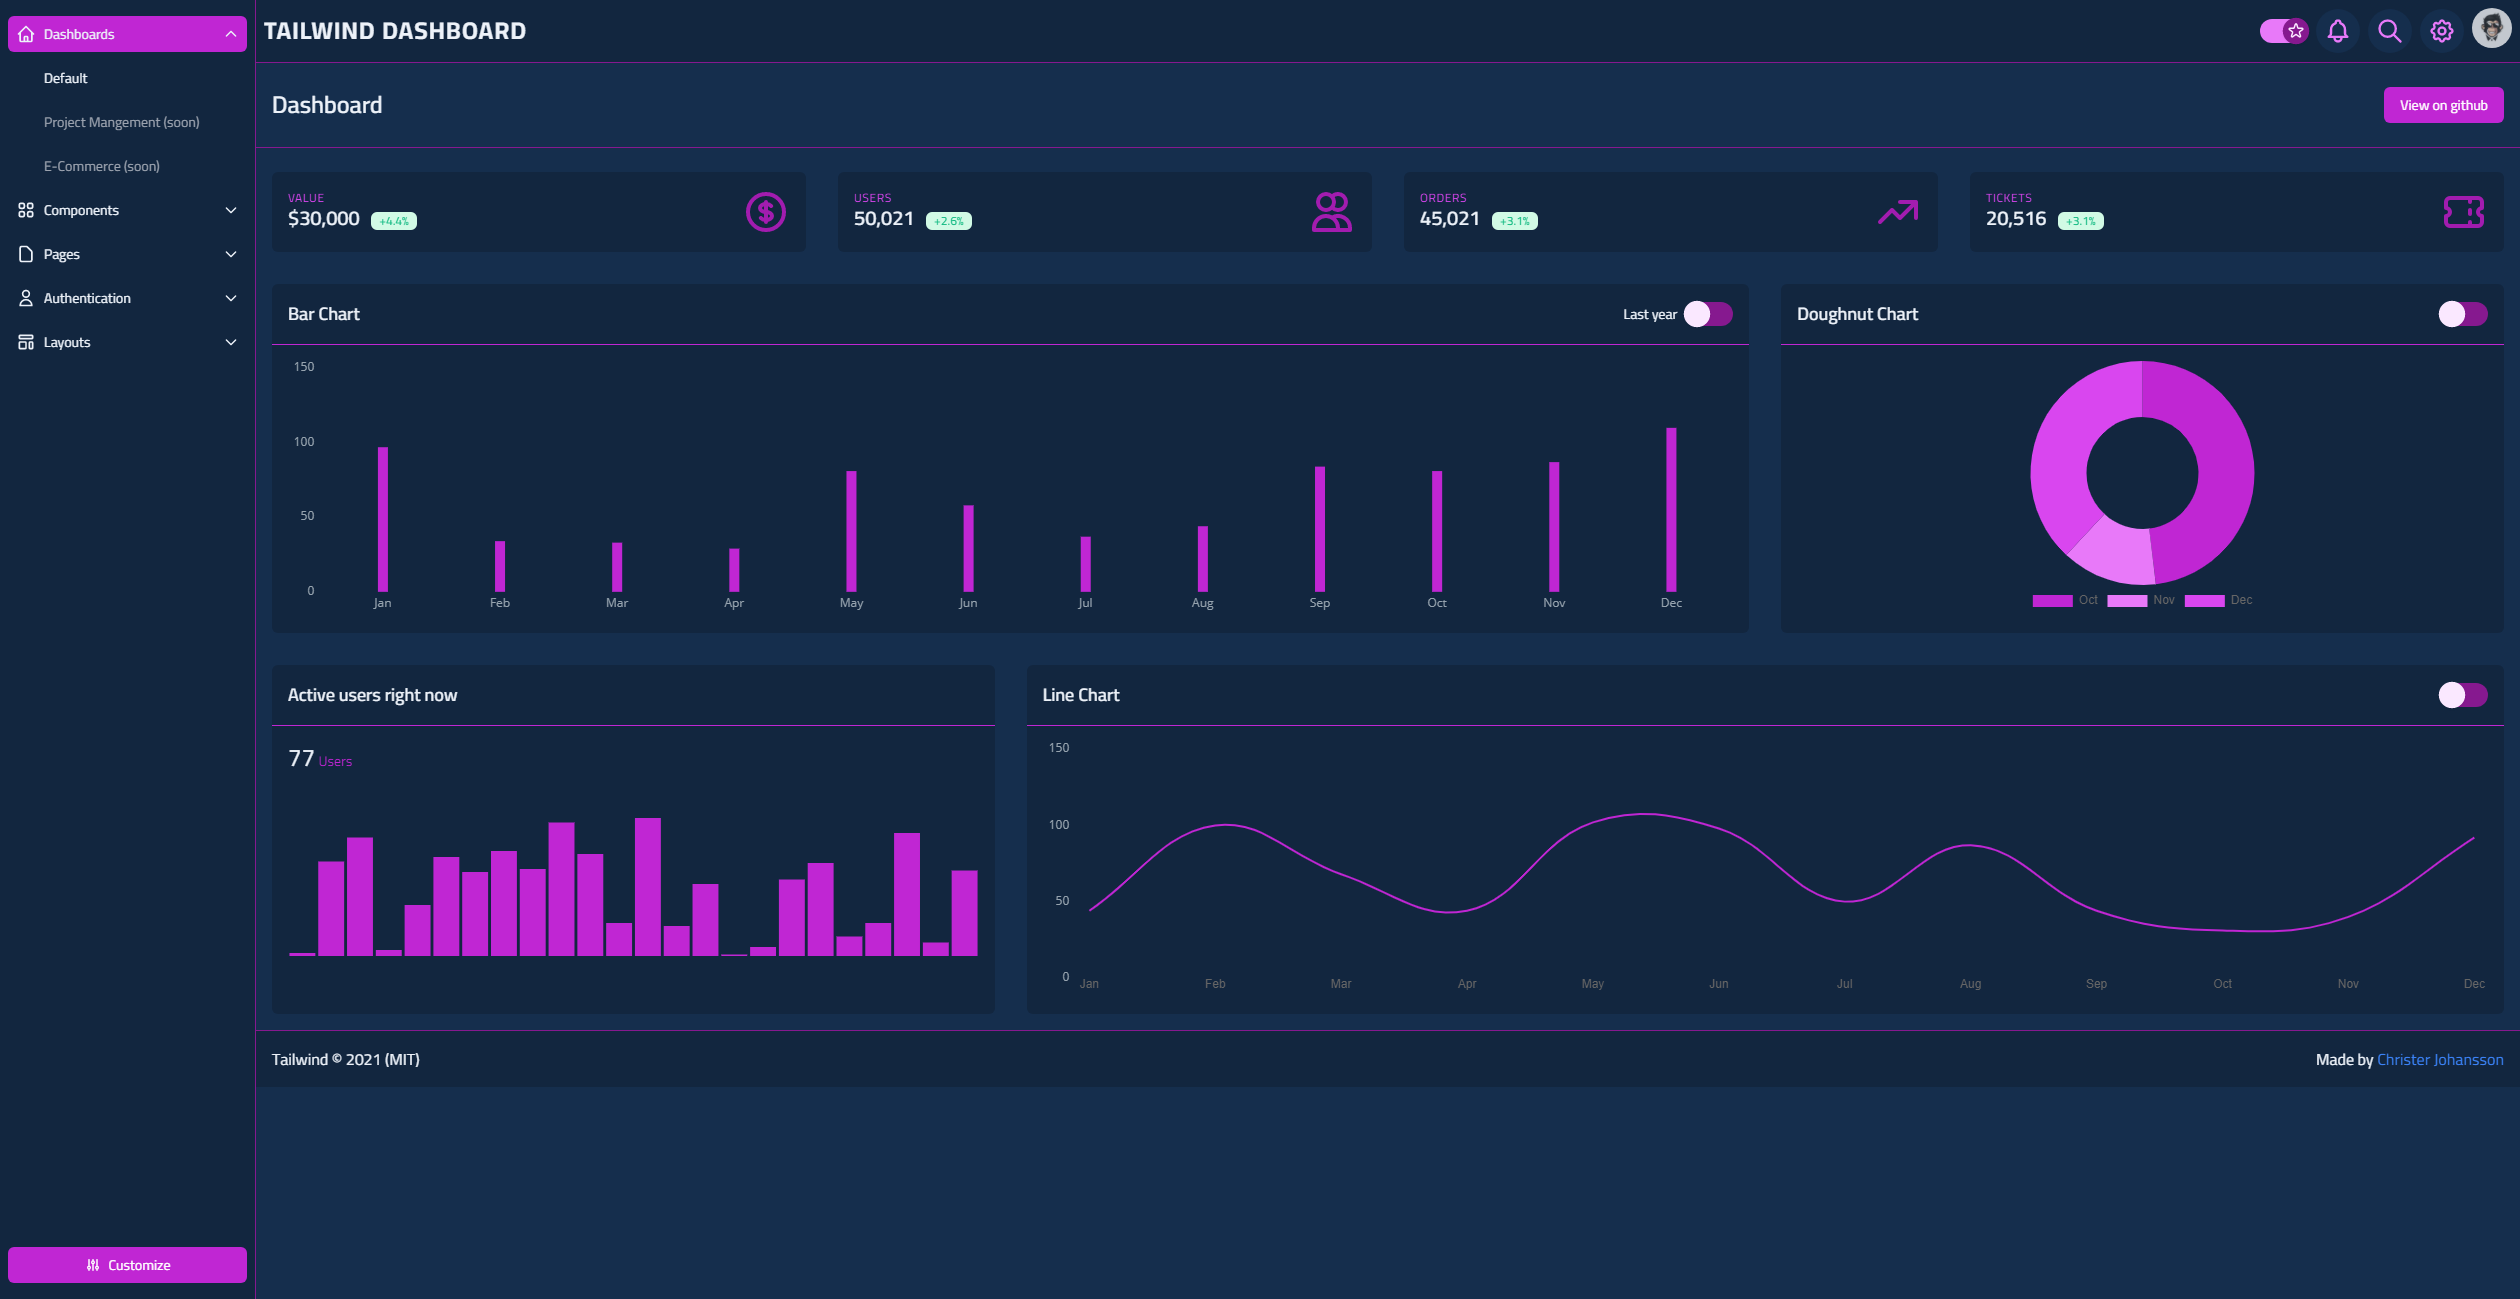 Dashboards
Default
Project Mangement (soon)
E-Commerce (soon)
Components
Pages
Authentication
Layouts
Customize
TAILWIND DASHBOARD
Dashboard
View on github
VALUE
$30,000 +4.4%
USERS
50,021 +2.6%
ORDERS
45,021 +3.1%
TICKETS
20,516 +3.1%
Bar Chart
Last year
150
100
50
0
Jan Feb Mar Apr May Jun Jul Aug Sep Oct Nov Dec
Doughnut Chart
Oct Nov Dec
Active users right now
77 Users
Line Chart
150
100
50
0
Jan Feb Mar Apr May Jun Jul Aug Sep Oct Nov Dec
Tailwind © 2021 (MIT)
Made by Christer Johansson